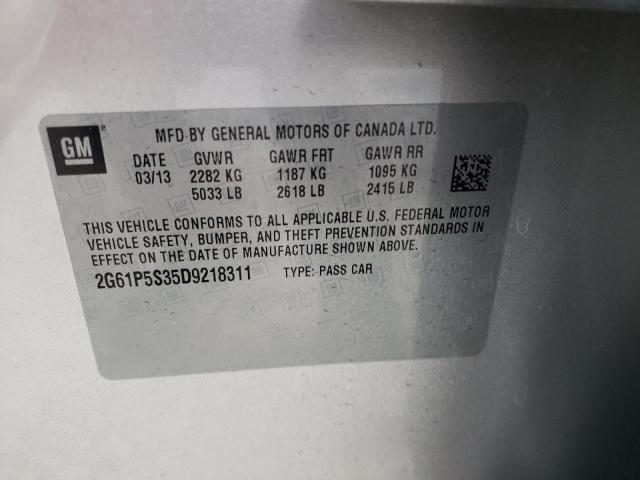 GM
MFD BY GENERAL MOTORS OF CANADA LTD.
DATE GVWR GAWR FRT GAWR RR
03/13 2282 KG 1187 KG 1095 KG
5033 LB 2618 LB 2415 LB
THIS VEHICLE CONFORMS TO ALL APPLICABLE U.S. FEDERAL MOTOR
VEHICLE SAFETY, BUMPER, AND THEFT PREVENTION STANDARDS IN
EFFECT ON THE DATE OF MANUFACTURE SHOWN ABOVE.
2G61P5S35D9218311 TYPE: PASS CAR